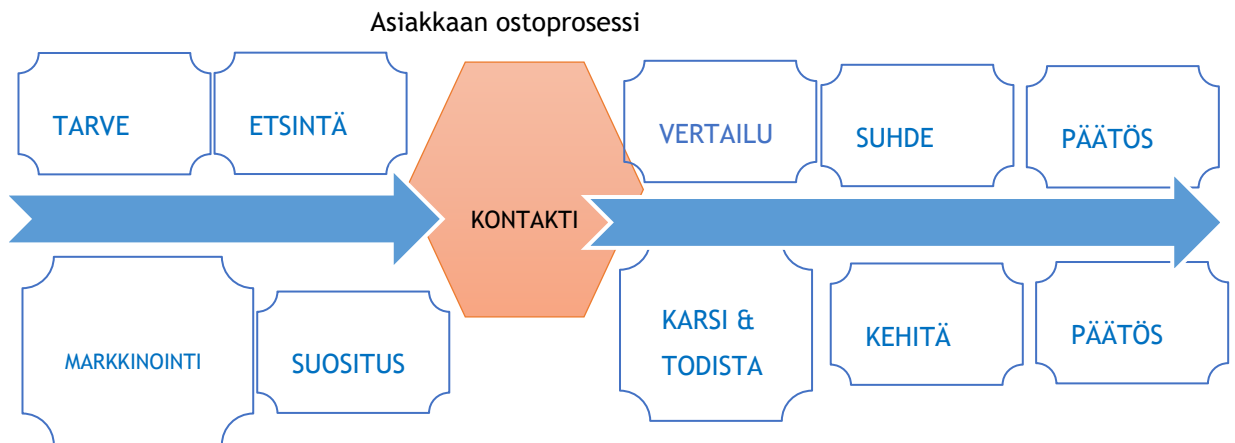 Asiakkaan ostoprosessi
TARVE
ETSINTÄ
VERTAILU
SUHDE
PÄÄTÖS
KONTAKTI
MARKKINOINTI
SUOSITUS
KARSI &
TODISTA
KEHITÄ
PÄÄTÖS